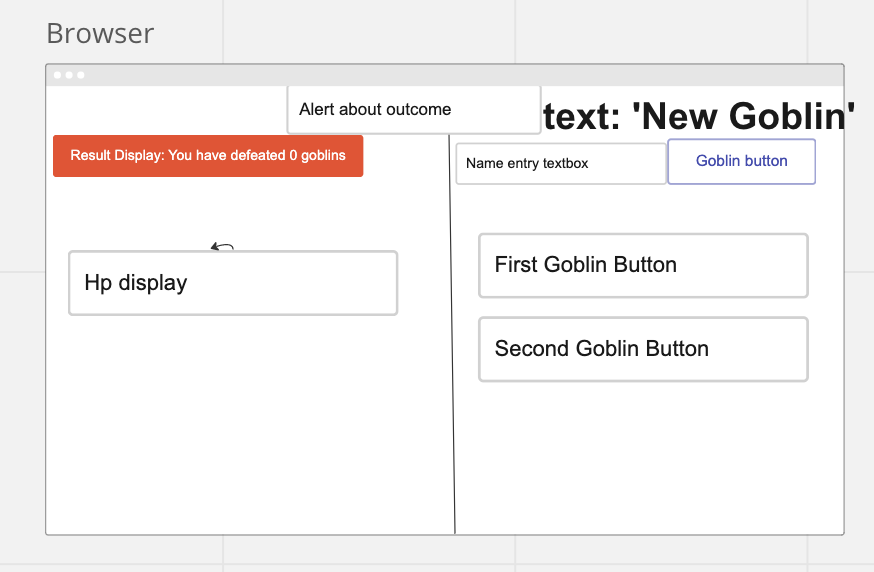 Browser
Alert about outcome
text: 'New Goblin'
Result Display: You have defeated 0 goblins
Name entry textbox
Goblin button
Hp display
First Goblin Button
Second Goblin Button